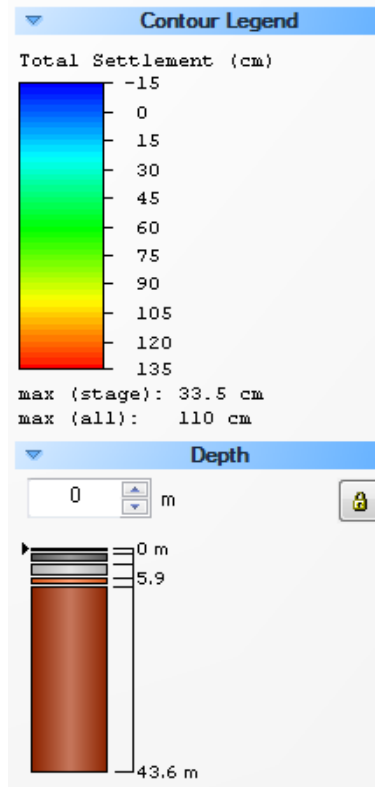 Contour Legend
Total Settlement (cm)
-15
0
15
30
45
60
75
90
105
120
135
max (stage): 33.5 cm
max (all): 110 cm
Depth
0 m
0 m
5.9
43.6 m